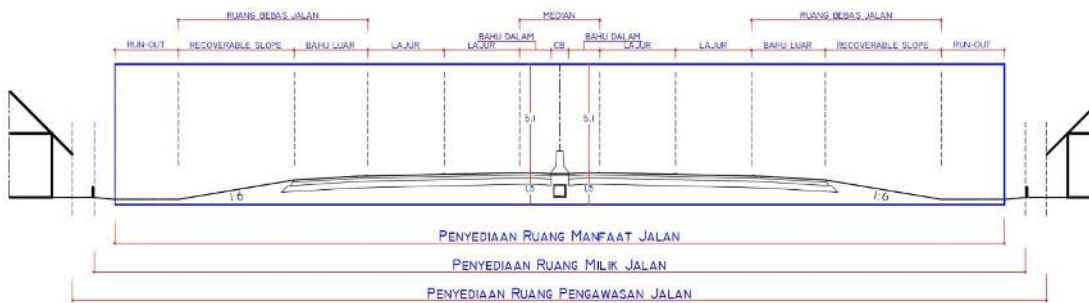 RUANG BEBAS JALAN MEDIAN RUANG BEBAS JALAN
BAHU DALAM BAHU DALAM
RUN-OUT RECOVERABLE SLOPE BAHU LUAR LAJUR LAJUR CB LAJUR LAJUR BAHU LUAR RECOVERABLE SLOPE RUN-OUT
5,1 5,1
1:6 1,5 1,5 1:6
PENYEDIAAN RUANG MANFAAT JALAN
PENYEDIAAN RUANG MILIK JALAN
PENYEDIAAN RUANG PENGAWASAN JALAN